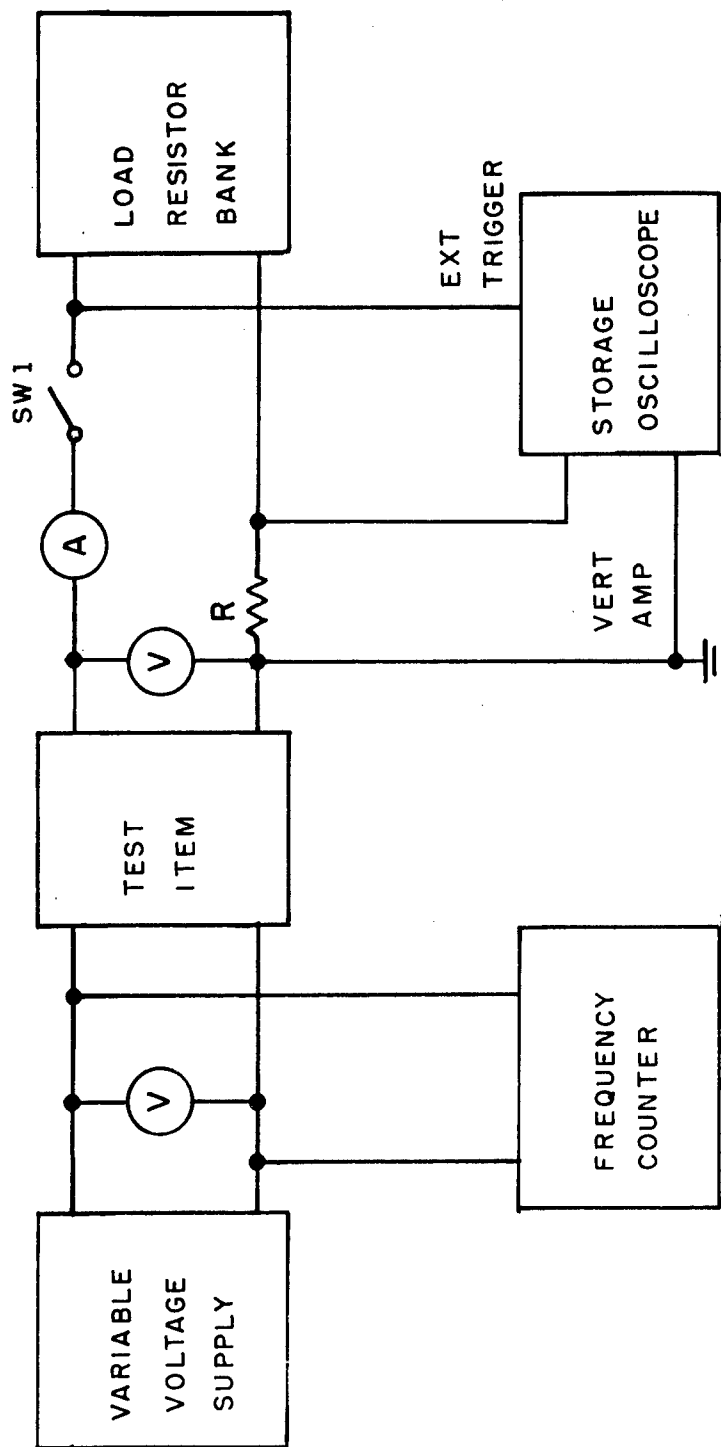 VARIABLE
VOLTAGE
SUPPLY
V
FREQUENCY
COUNTER
TEST
ITEM
V
R
A
SW1
VERT
AMP
EXT
TRIGGER
STORAGE
OSCILLOSCOPE
LOAD
RESISTOR
BANK